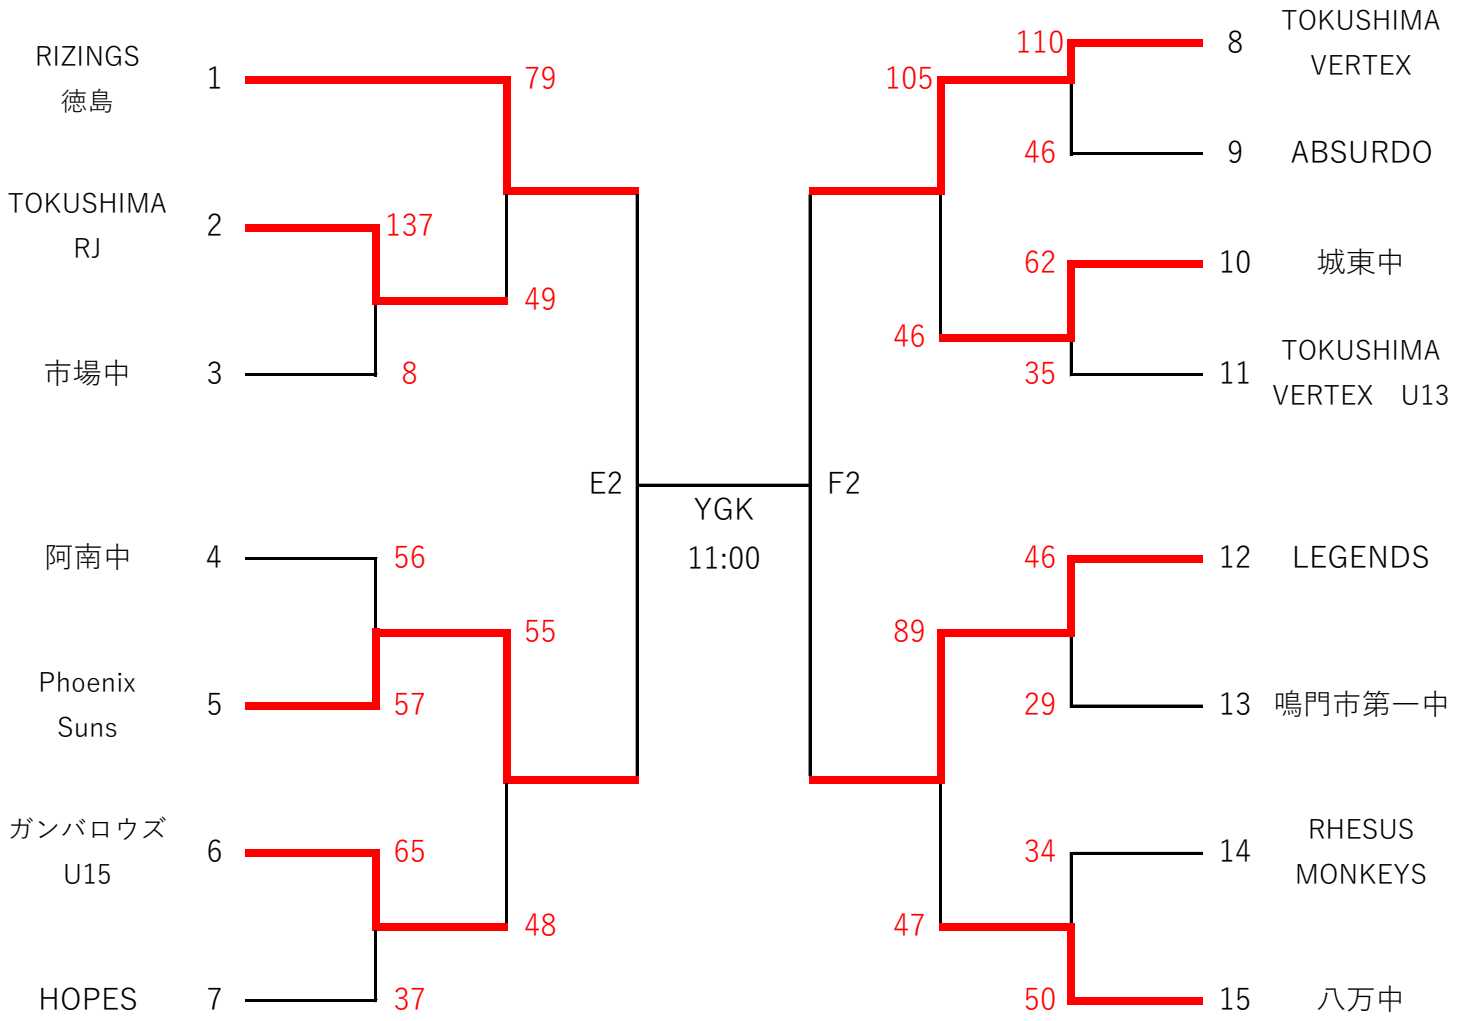 RIZINGS
徳島
1
79
TOKUSHIMA
RJ
2
137
49
市場中
3
8
阿南中
4
56
55
Phoenix
Suns
5
57
ガンバロウズ
U15
6
65
48
HOPES
7
37
E2
YGK
11:00
F2
105
110
8
TOKUSHIMA
VERTEX
46
9
ABSURDO
62
10
城東中
46
35
11
TOKUSHIMA
VERTEX　U13
46
12
LEGENDS
89
29
13
鳴門市第一中
34
14
RHESUS
MONKEYS
47
50
15
八万中